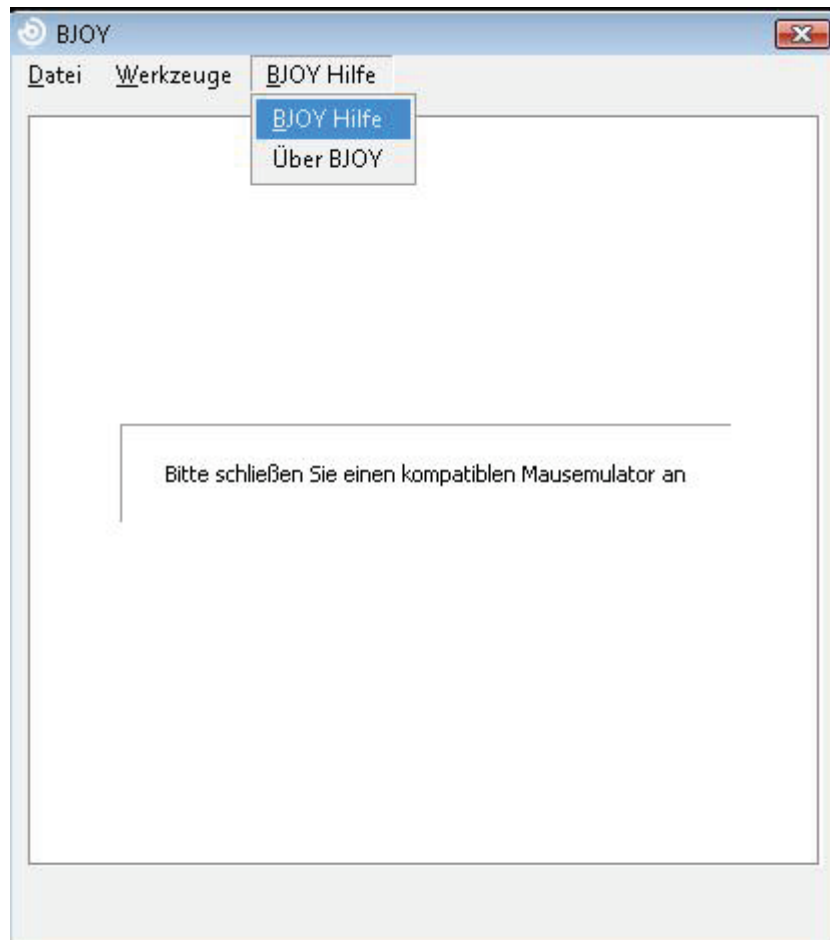 BJOY
Datei Werkzeuge BJOY Hilfe
BJOY Hilfe
Über BJOY
Bitte schließen Sie einen kompatiblen Mausemulator an